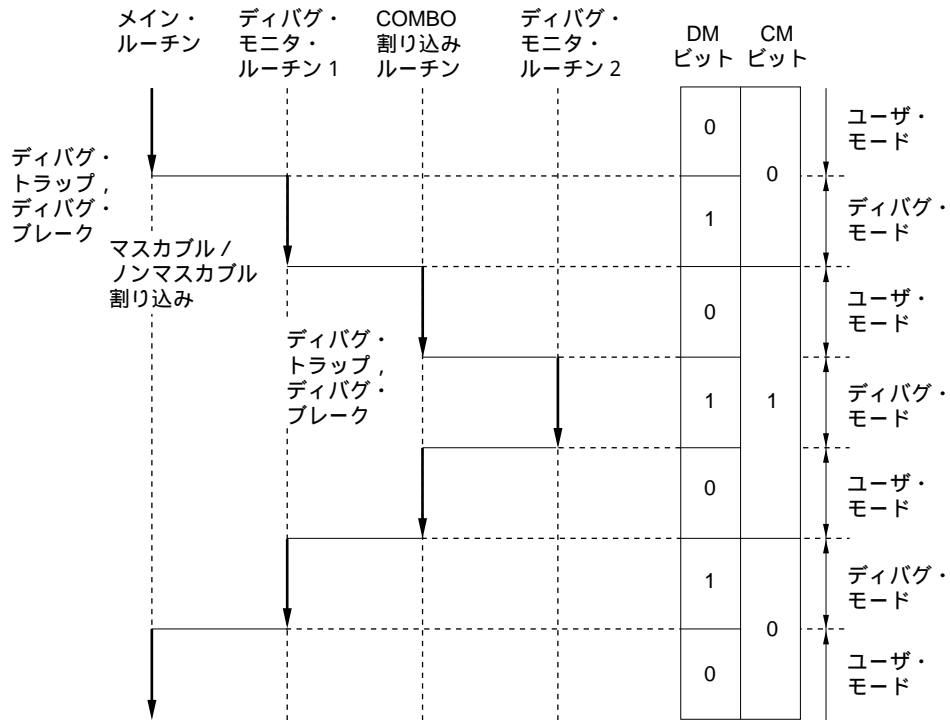 メイン・
ルーチン
ディバグ・
モニタ・
ルーチン 1
COMBO
割り込み
ルーチン
ディバグ・
モニタ・
ルーチン 2
DM
ビット
CM
ビット
0
ユーザ・
モード
ディバグ・
トラップ,
ディバグ・
ブレーク
0
1
ディバグ・
モード
マスカブル /
ノンマスカブル
割り込み
0
ユーザ・
モード
ディバグ・
トラップ,
ディバグ・
ブレーク
1
1
ディバグ・
モード
0
ユーザ・
モード
1
ディバグ・
モード
0
0
ユーザ・
モード